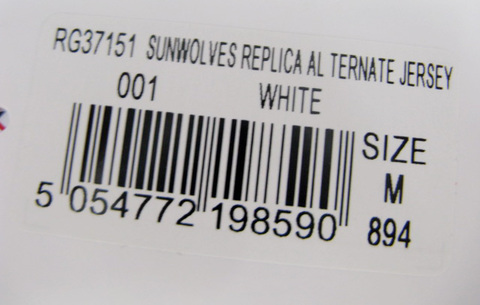 RG37151 SUNWOLVES REPLICA AL TERNATE JERSEY
001 WHITE
SIZE
M
5 054772 198590 894